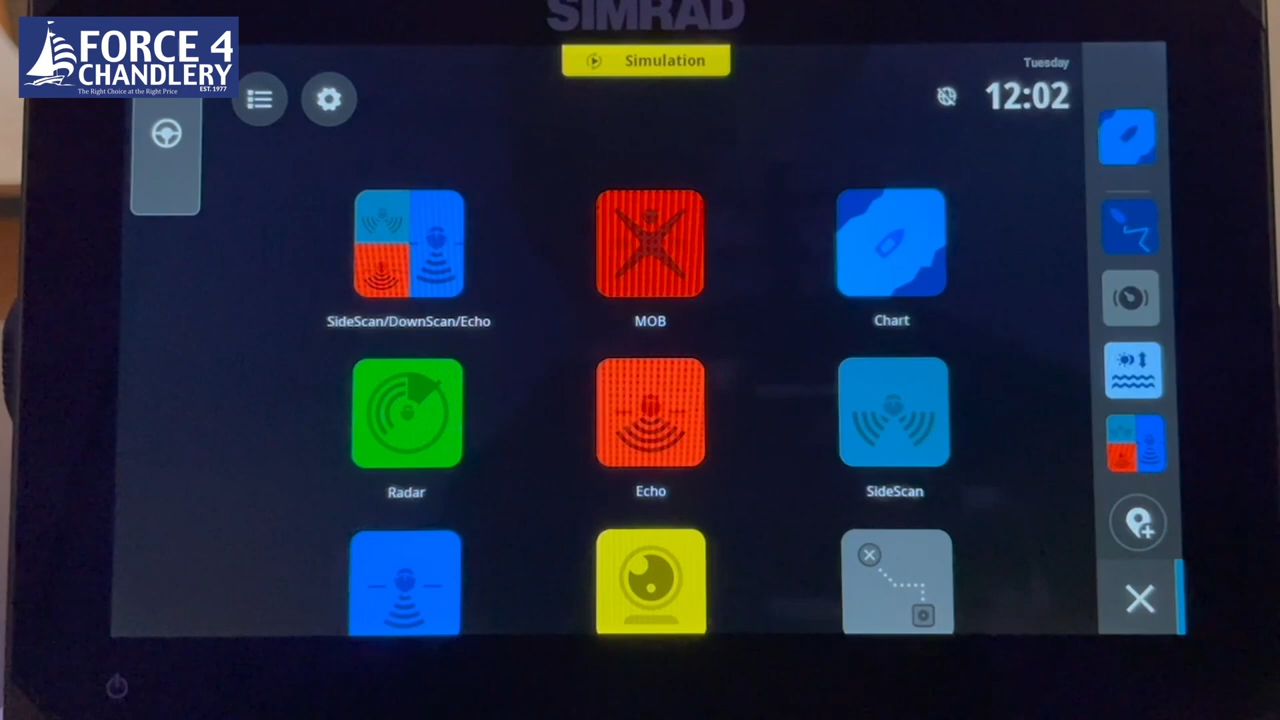 SIMRAD
FORCE 4
CHANDLERY
The Right Choice at the Right Price
EST. 1977
Simulation
Tuesday
12:02
SideScan/DownScan/Echo
MOB
Chart
Radar
Echo
SideScan